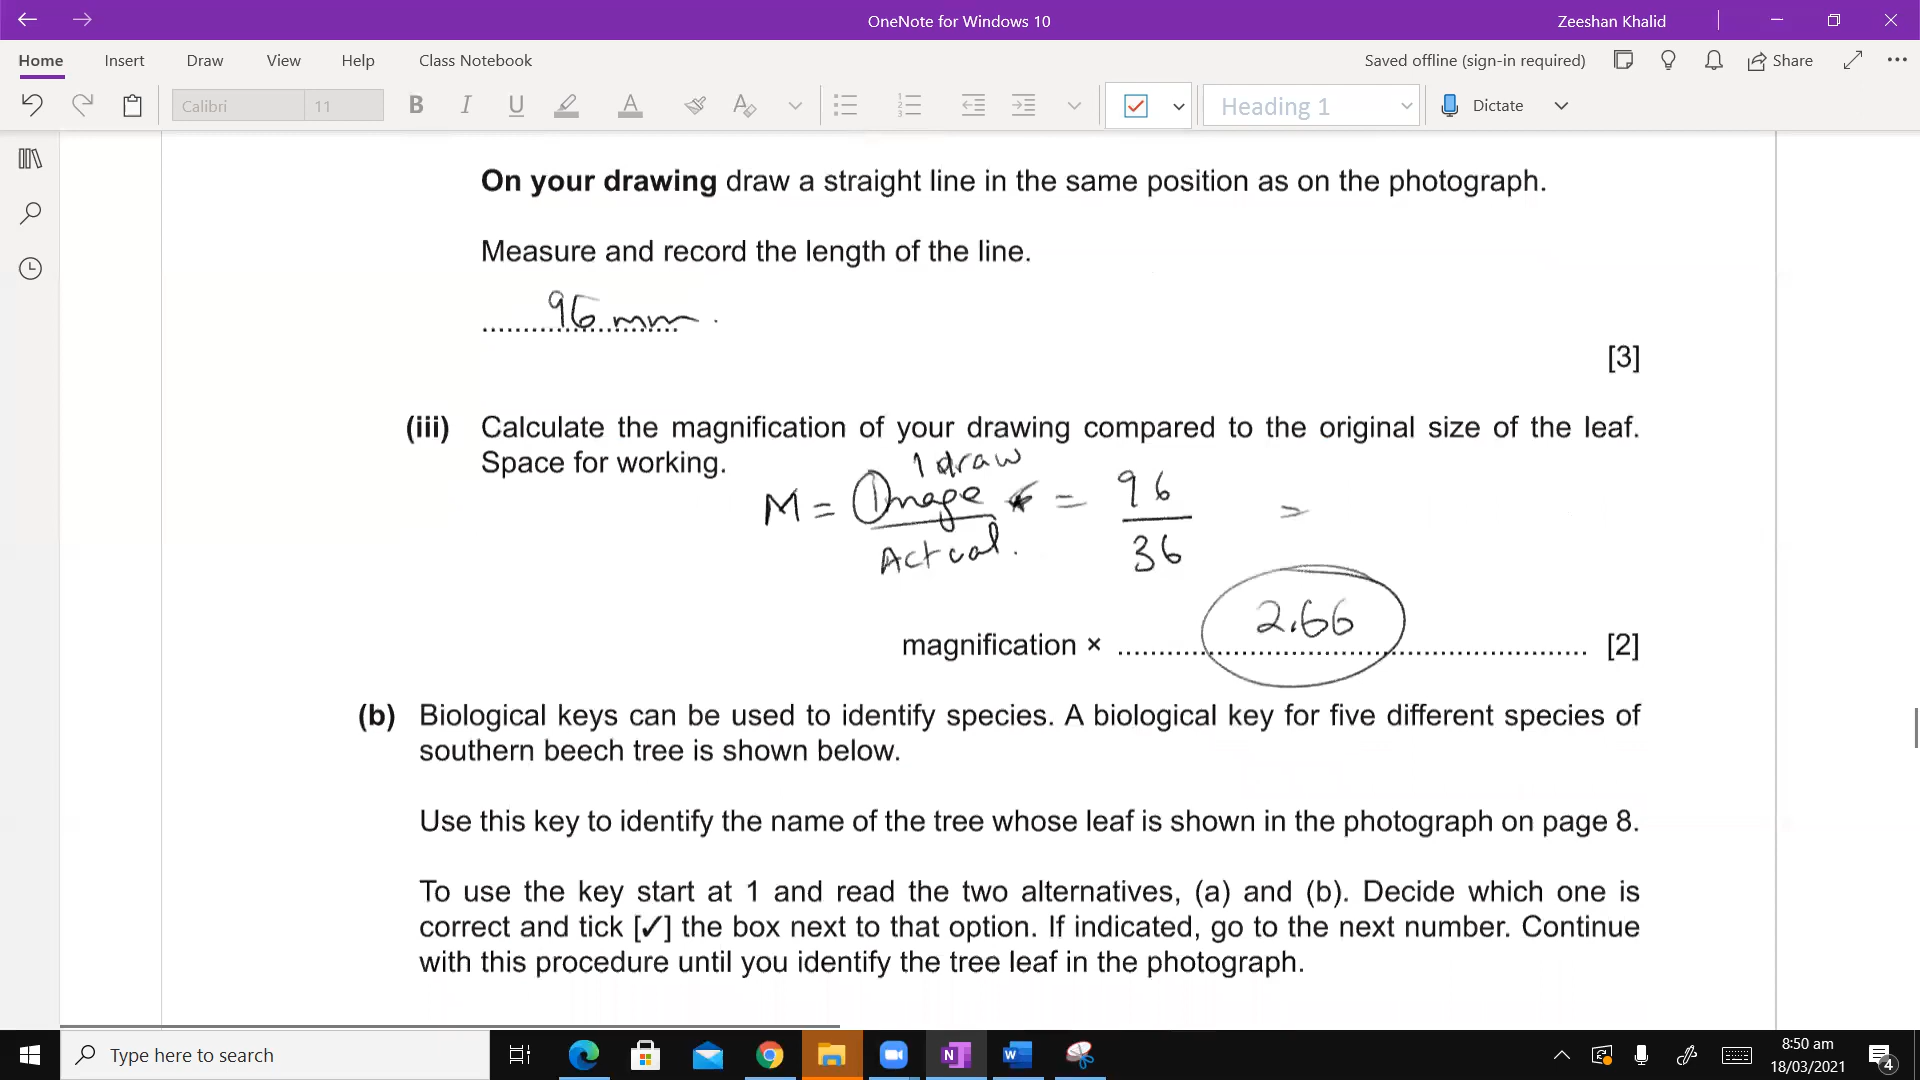 OneNote for Windows 10
Zeeshan Khalid
Home Insert Draw View Help Class Notebook
Saved offline (sign-in required)
Share
Calibri 11 B I U A
Heading 1
Dictate
On your drawing draw a straight line in the same position as on the photograph.
Measure and record the length of the line.
96 mm.
[3]
(iii) Calculate the magnification of your drawing compared to the original size of the leaf.
Space for working.
1 draw
M = Image = 96 =
Actual. 36
2.66
magnification × ........................................................ [2]
(b) Biological keys can be used to identify species. A biological key for five different species of
southern beech tree is shown below.
Use this key to identify the name of the tree whose leaf is shown in the photograph on page 8.
To use the key start at 1 and read the two alternatives, (a) and (b). Decide which one is
correct and tick [✓] the box next to that option. If indicated, go to the next number. Continue
with this procedure until you identify the tree leaf in the photograph.
Type here to search
8:50 am
18/03/2021
4